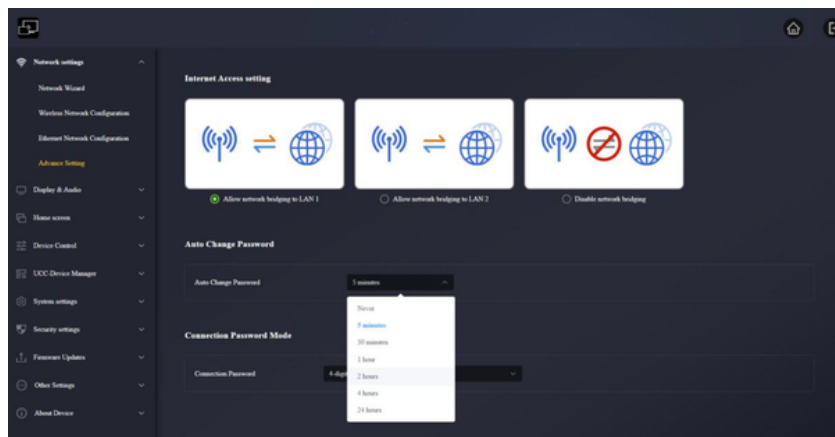 Network settings
Network Wizard
Wireless Network Configuration
Ethernet Network Configuration
Advance Setting
Display & Audio
Home screen
Device Control
UCC-Device Manager
System settings
Security settings
Firmware Updates
Other Settings
About Device
Internet Access setting
Allow network bridging to LAN 1
Allow network bridging to LAN 2
Disable network bridging
Auto Change Password
Auto Change Password
5 minutes
Never
5 minutes
30 minutes
1 hour
2 hours
4 hours
24 hours
Connection Password Mode
Connection Password